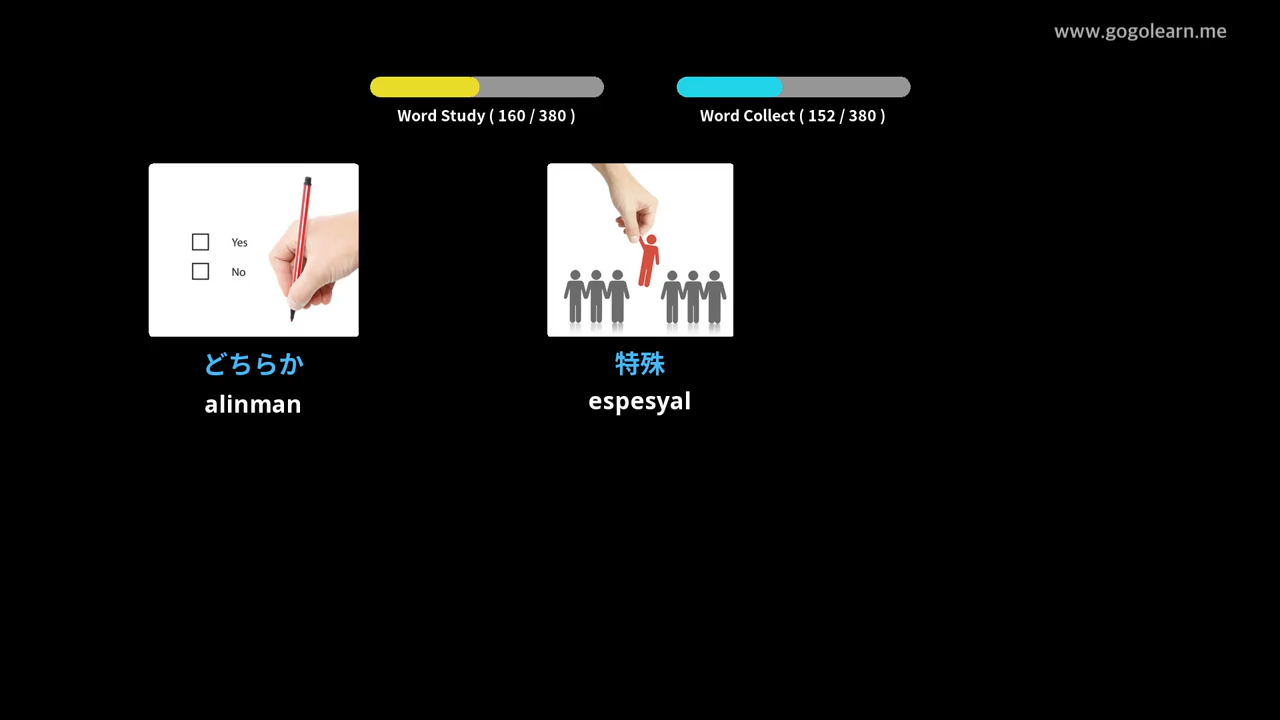 www.gogolearn.me
Word Study ( 160 / 380 )
Word Collect ( 152 / 380 )
Yes
No
どちらか
alinman
特殊
espesyal